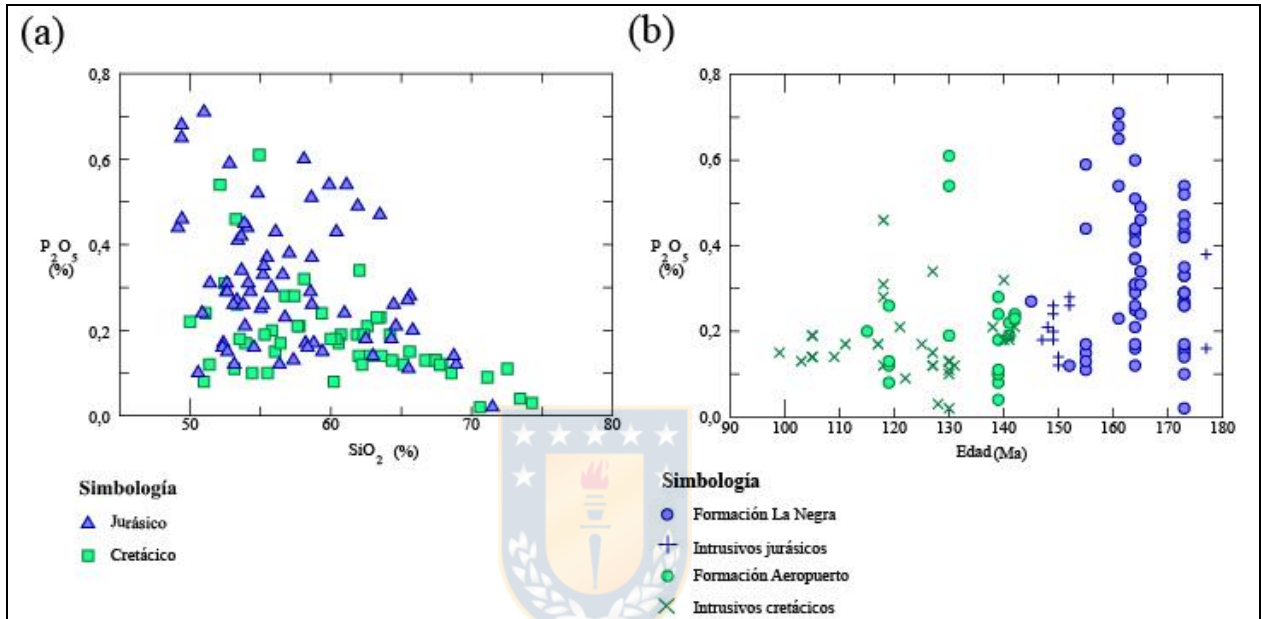 (a)
0,8
0,6
P2O5
(%)
0,4
0,2
0,0
50
60
70
80
SiO2 (%)
Simbología
Jurásico
Cretácico
(b)
0,8
0,6
P2O5
(%)
0,4
0,2
0,0
90
100
110
120
130
140
150
160
170
180
Edad (Ma)
Simbología
Formación La Negra
Intrusivos jurásicos
Formación Aeropuerto
Intrusivos cretácicos